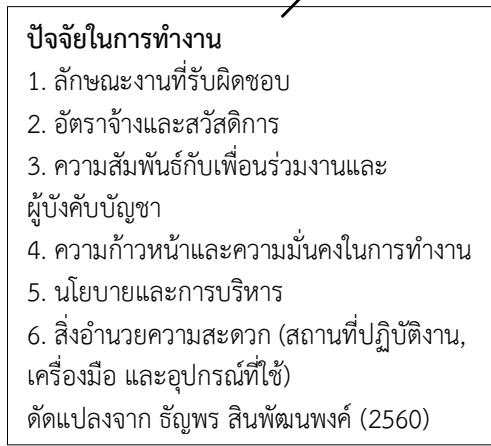 ปัจจัยในการทำงาน
1. ลักษณะงานที่รับผิดชอบ
2. อัตราจ้างและสวัสดิการ
3. ความสัมพันธ์กับเพื่อนร่วมงานและ
ผู้บังคับบัญชา
4. ความก้าวหน้าและความมั่นคงในการทำงาน
5. นโยบายและการบริหาร
6. สิ่งอำนวยความสะดวก (สถานที่ปฏิบัติงาน,
เครื่องมือ และอุปกรณ์ที่ใช้)
ดัดแปลงจาก ธัญพร สินพัฒนพงค์ (2560)